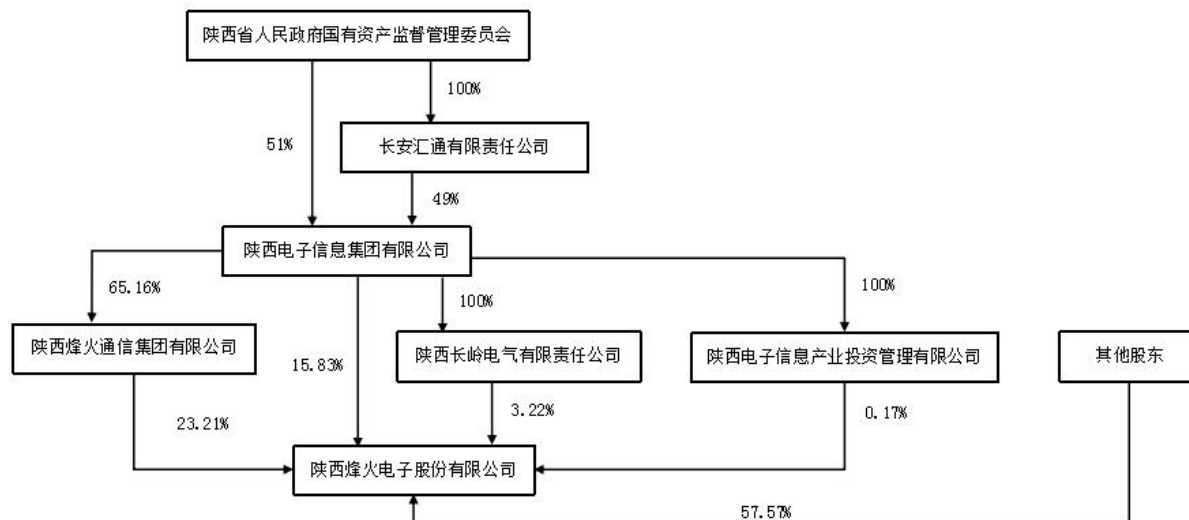 陕西省人民政府国有资产监督管理委员会
100%
51%
长安汇通有限责任公司
49%
陕西电子信息集团有限公司
65.16%
100%
100%
陕西烽火通信集团有限公司
15.83%
陕西长岭电气有限责任公司
陕西电子信息产业投资管理有限公司
其他股东
23.21%
3.22%
0.17%
陕西烽火电子股份有限公司
57.57%